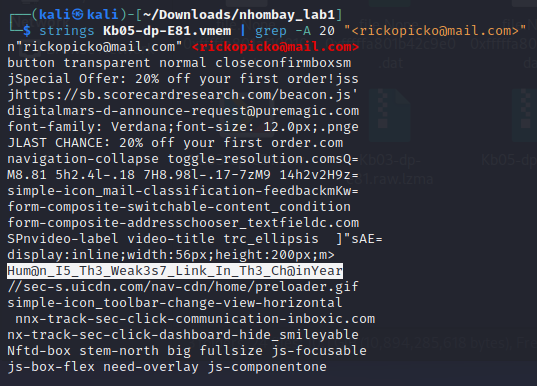 (kali㉿kali)-[~/Downloads/nhombay_lab1]
$ strings Kb05-dp-E81.vmem | grep -A 20 "<rickopicko@mail.com>"
n"rickopicko@mail.com" <rickopicko@mail.com>
button transparent normal closeconfirmboxsm
jSpecial Offer: 20% off your first order!jss
jhttps://sb.scorecardresearch.com/beacon.js'
digitalmars-d-announce-request@puremagic.com
font-family: Verdana;font-size: 12.0px;.pnge
JLAST CHANCE: 20% off your first order.com
navigation-collapse toggle-resolution.comsQ=
M8.81 5h2.4l-.18 7H8.98l-.17-7zM9 14h2v2H9z=
simple-icon_mail-classification-feedbackmKw=
form-composite-switchable-content_condition
form-composite-addresschooser_textfieldc.com
SPnvideo-label video-title trc_ellipsis  ]"sAE=
display:inline;width:56px;height:200px;m>
Hum@n_I5_Th3_Weak3s7_Link_In_Th3_Ch@inYear
//sec-s.uicdn.com/nav-cdn/home/preloader.gif
simple-icon_toolbar-change-view-horizontal
 nnx-track-sec-click-communication-inboxic.com
nx-track-sec-click-dashboard-hide_smileyable
Nftd-box stem-north big fullsize js-focusable
js-box-flex need-overlay js-componentone